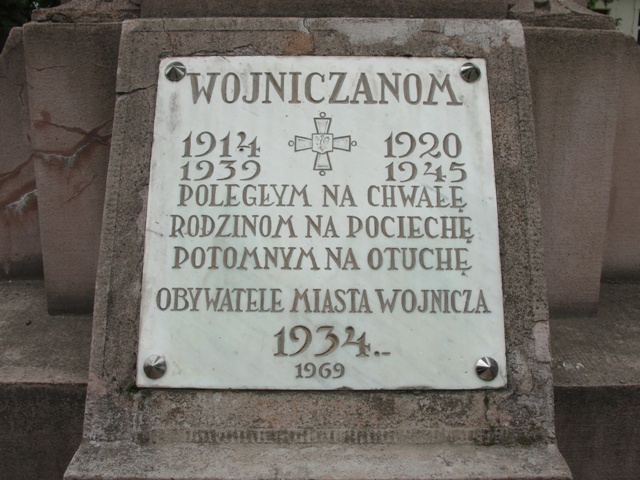 WOJNICZANOM
1914 1920
1939 1945
POLEGŁYM NA CHWAŁĘ
RODZINOM NA POCIECHĘ
POTOMNYM NA OTUCHĘ
OBYWATELE MIASTA WOJNICZA
1934.-
1969